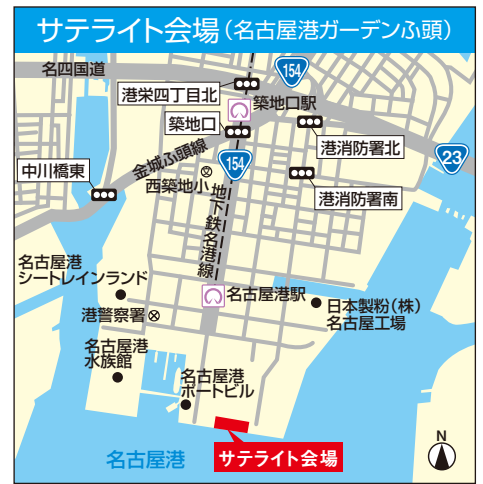 サテライト会場(名古屋港ガーデンふ頭)
名四国道
154
港栄四丁目北
築地口駅
築地口
港消防署北
金城ふ頭線
154
23
中川橋東
西築地小
港消防署南
地下鉄名港線
名古屋港
シートレインランド
名古屋港駅
日本製粉(株)
名古屋工場
港警察署
名古屋港
水族館
名古屋港
ポートビル
名古屋港
サテライト会場
N